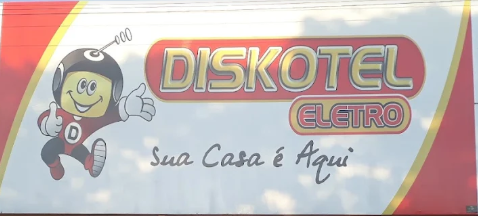 DISKOTEL
ELETRO
D
Sua Casa é Aqui